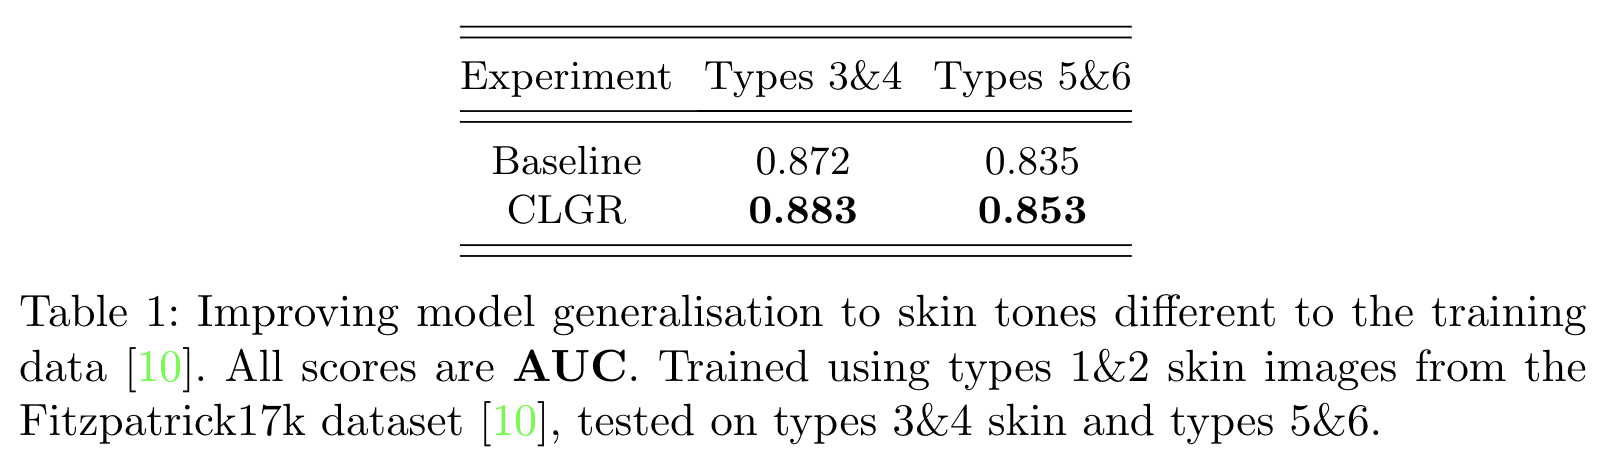 Experiment Types 3&4 Types 5&6
Baseline 0.872 0.835
CLGR 0.883 0.853
Table 1: Improving model generalisation to skin tones different to the training
data [10]. All scores are AUC. Trained using types 1&2 skin images from the
Fitzpatrick17k dataset [10], tested on types 3&4 skin and types 5&6.